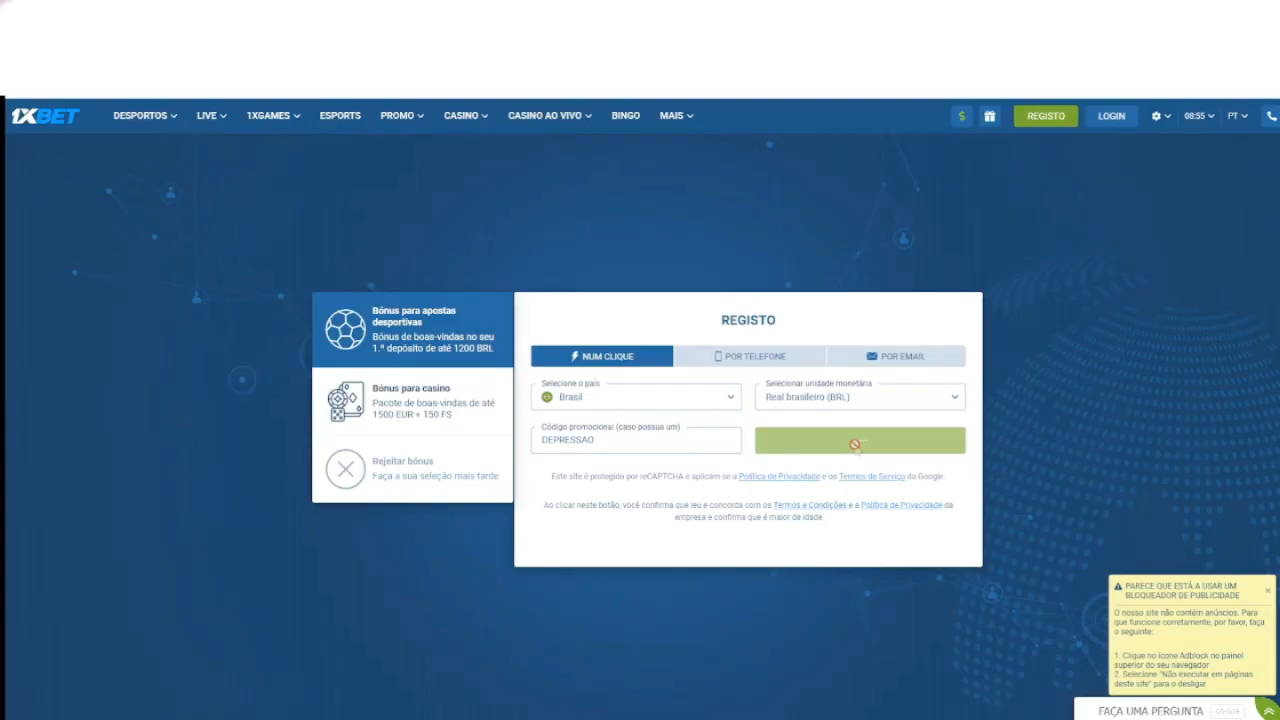 1XBET DESPORTOS LIVE 1XGAMES ESPORTS PROMO CASINO CASINO AO VIVO BINGO MAIS $ REGISTO LOGIN 08:55 PT
Bónus para apostas
desportivas
Bónus de boas-vindas no seu
1.º depósito de até 1200 BRL
Bónus para casino
Pacote de boas-vindas de até
1500 EUR + 150 FS
Rejeitar bónus
Faça a sua seleção mais tarde
REGISTO
NUM CLIQUE POR TELEFONE POR EMAIL
Selecione o país Selecionar unidade monetária
Brasil Real brasileiro (BRL)
Código promocional (caso possua um)
DEPRESSAO
Este site é protegido por reCAPTCHA e aplicam-se a Política de Privacidade e os Termos de Serviço da Google.
Ao clicar neste botão, você confirma que leu e concorda com os Termos e Condições e a Política de Privacidade da
empresa e confirma que é maior de idade
PARECE QUE ESTÁ A USAR UM
BLOQUEADOR DE PUBLICIDADE
O nosso site não contém anúncios. Para
que funcione corretamente, por favor, faça
o seguinte:
1. Clique no ícone Adblock no painel
superior do seu navegador
2. Selecione "Não executar em páginas
deste site" para o desligar
FAÇA UMA PERGUNTA on-line